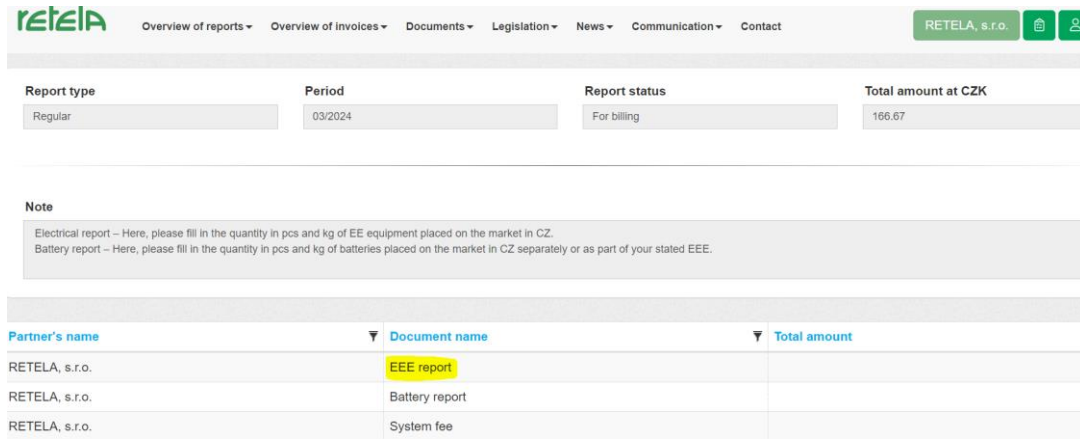 retela
Overview of reports Overview of invoices Documents Legislation News Communication Contact RETELA, s.r.o.
Report type Period Report status Total amount at CZK
Regular 03/2024 For billing 166.67
Note
Electrical report – Here, please fill in the quantity in pcs and kg of EE equipment placed on the market in CZ.
Battery report – Here, please fill in the quantity in pcs and kg of batteries placed on the market in CZ separately or as part of your stated EEE.
Partner's name Document name Total amount
RETELA, s.r.o. EEE report
RETELA, s.r.o. Battery report
RETELA, s.r.o. System fee